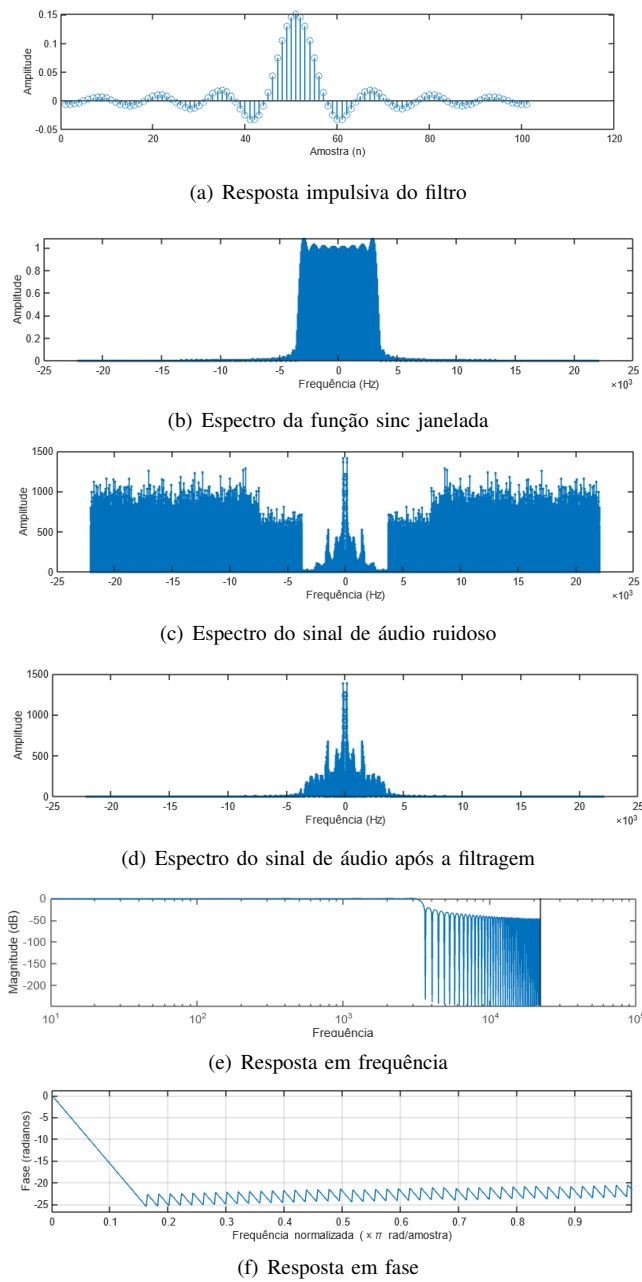 0.15
0.1
0.05
0
-0.05
Amplitude
0 20 40 60 80 100 120
Amostra (n)
(a) Resposta impulsiva do filtro
1
0.8
0.6
0.4
0.2
0
Amplitude
-25 -20 -15 -10 -5 0 5 10 15 20 25
Frequência (Hz)
×10³
(b) Espectro da função sinc janelada
1500
1000
500
0
Amplitude
-25 -20 -15 -10 -5 0 5 10 15 20 25
Frequência (Hz)
×10³
(c) Espectro do sinal de áudio ruidoso
1500
1000
500
0
Amplitude
-25 -20 -15 -10 -5 0 5 10 15 20 25
Frequência (Hz)
×10³
(d) Espectro do sinal de áudio após a filtragem
0
-50
-100
-150
-200
Magnitude (dB)
10¹ 10² 10³ 10⁴ 10⁵
Frequência
(e) Resposta em frequência
0
-5
-10
-15
-20
-25
Fase (radianos)
0 0.1 0.2 0.3 0.4 0.5 0.6 0.7 0.8 0.9
Frequência normalizada (×π rad/amostra)
(f) Resposta em fase